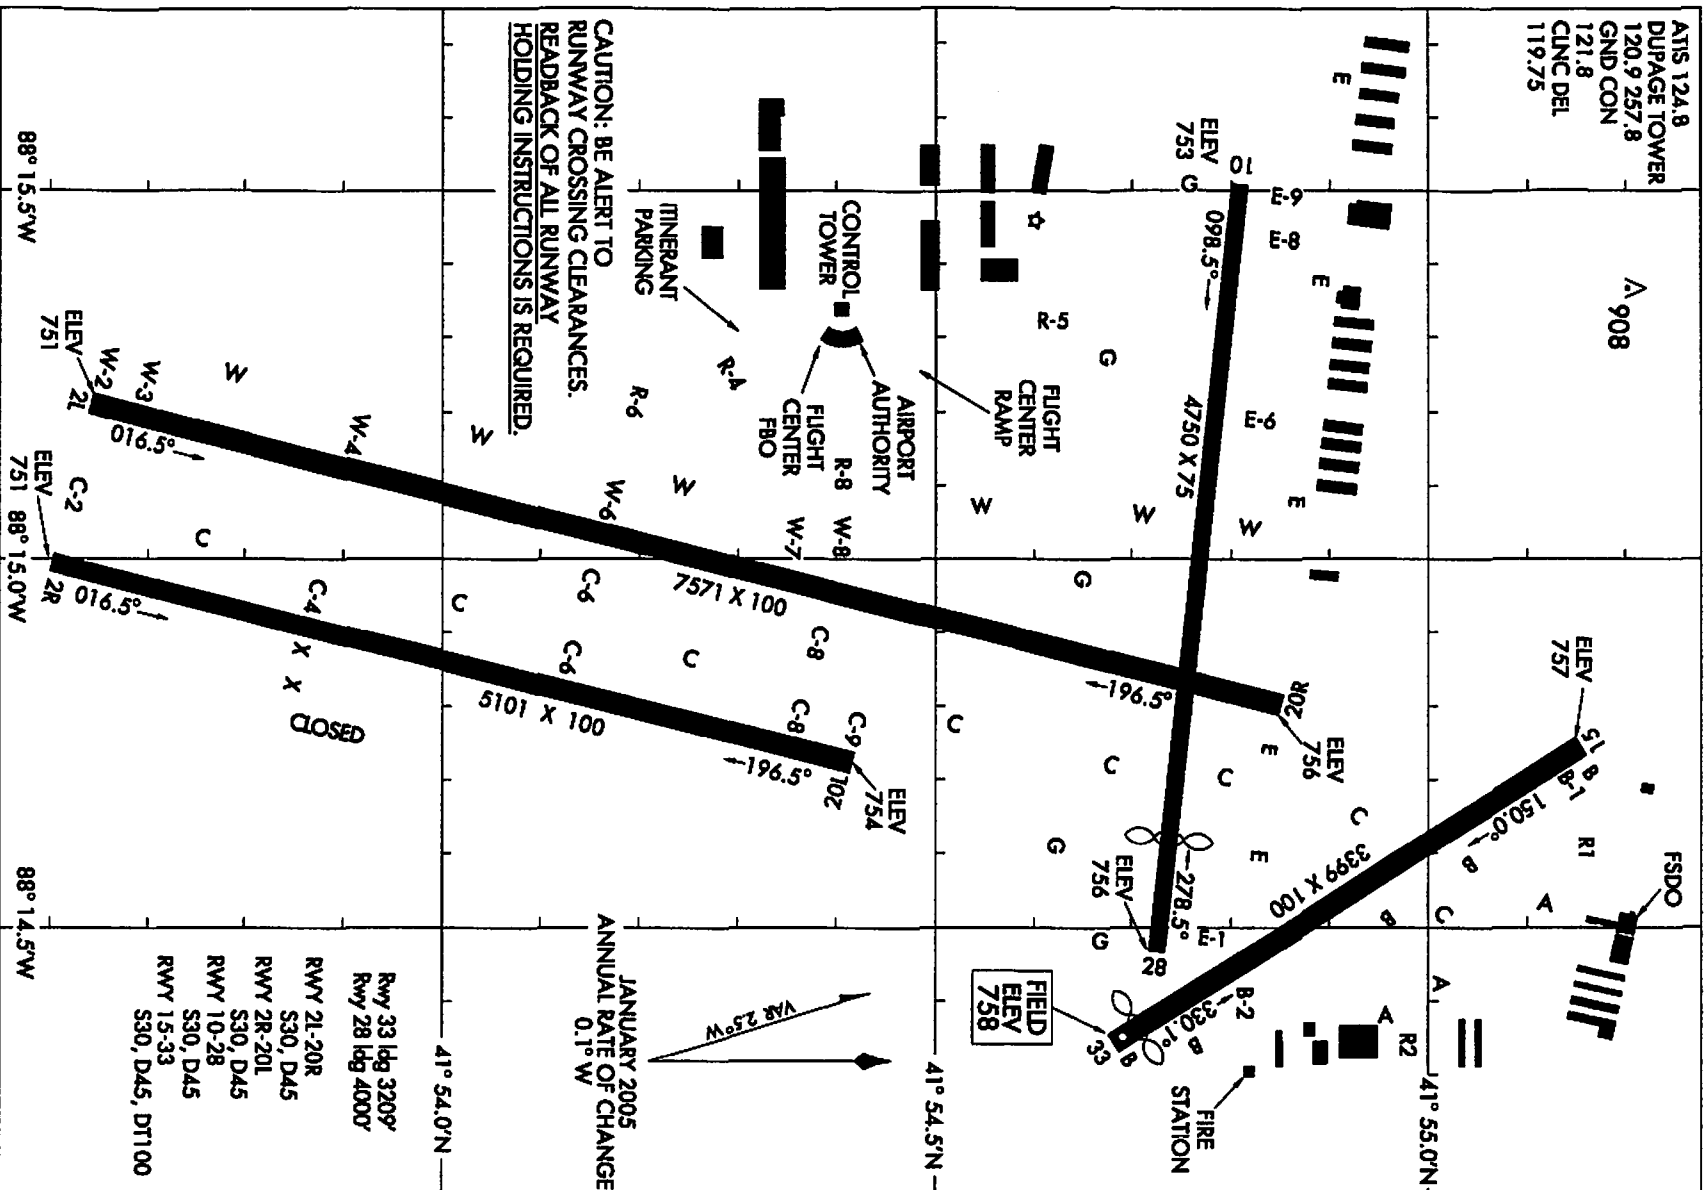 ATIS 124.8
DUPAGE TOWER
120.9 257.8
GND CON
121.8
CLNC DEL
119.75
908
E
E
E
ELEV
753
G
10
E-9
E-8
098.5°
4750 X 75
E-6
G
R-5
FLIGHT
CENTER
RAMP
CONTROL
TOWER
AIRPORT
AUTHORITY
FLIGHT
CENTER
FBO
ITINERANT
PARKING
R-4
R-6
R-8
W-8
W-7
W
W
W
W
W
W
W-6
W-4
W-3
W-2
CAUTION: BE ALERT TO
RUNWAY CROSSING CLEARANCES.
READBACK OF ALL RUNWAY
HOLDING INSTRUCTIONS IS REQUIRED.
ELEV
751
2L
016.5°
7571 X 100
196.5°
20R
ELEV
756
ELEV
751
2R
016.5°
5101 X 100
196.5°
20L
ELEV
754
C-2
C
C-4
C
C-6
C-6
C
C-8
C-8
C-9
X
X
CLOSED
G
G
G
C
C
C
C
C
E
E
E-1
278.5°
28
ELEV
756
ELEV
757
15
B
B-1
150.0°
3399 X 100
B
B
R1
FSDO
A
A
A
R2
B-2
B
330.1°
33
B
FIELD
ELEV
758
FIRE
STATION
VAR 2.5° W
JANUARY 2005
ANNUAL RATE OF CHANGE
0.1° W
Rwy 33 ldg 3209'
Rwy 28 ldg 4000'
RWY 2L-20R
S30, D45
RWY 2R-20L
S30, D45
RWY 10-28
S30, D45
RWY 15-33
S30, D45, DT100
88° 15.5'W
88° 15.0'W
88° 14.5'W
41° 54.0'N
41° 54.5'N
41° 55.0'N